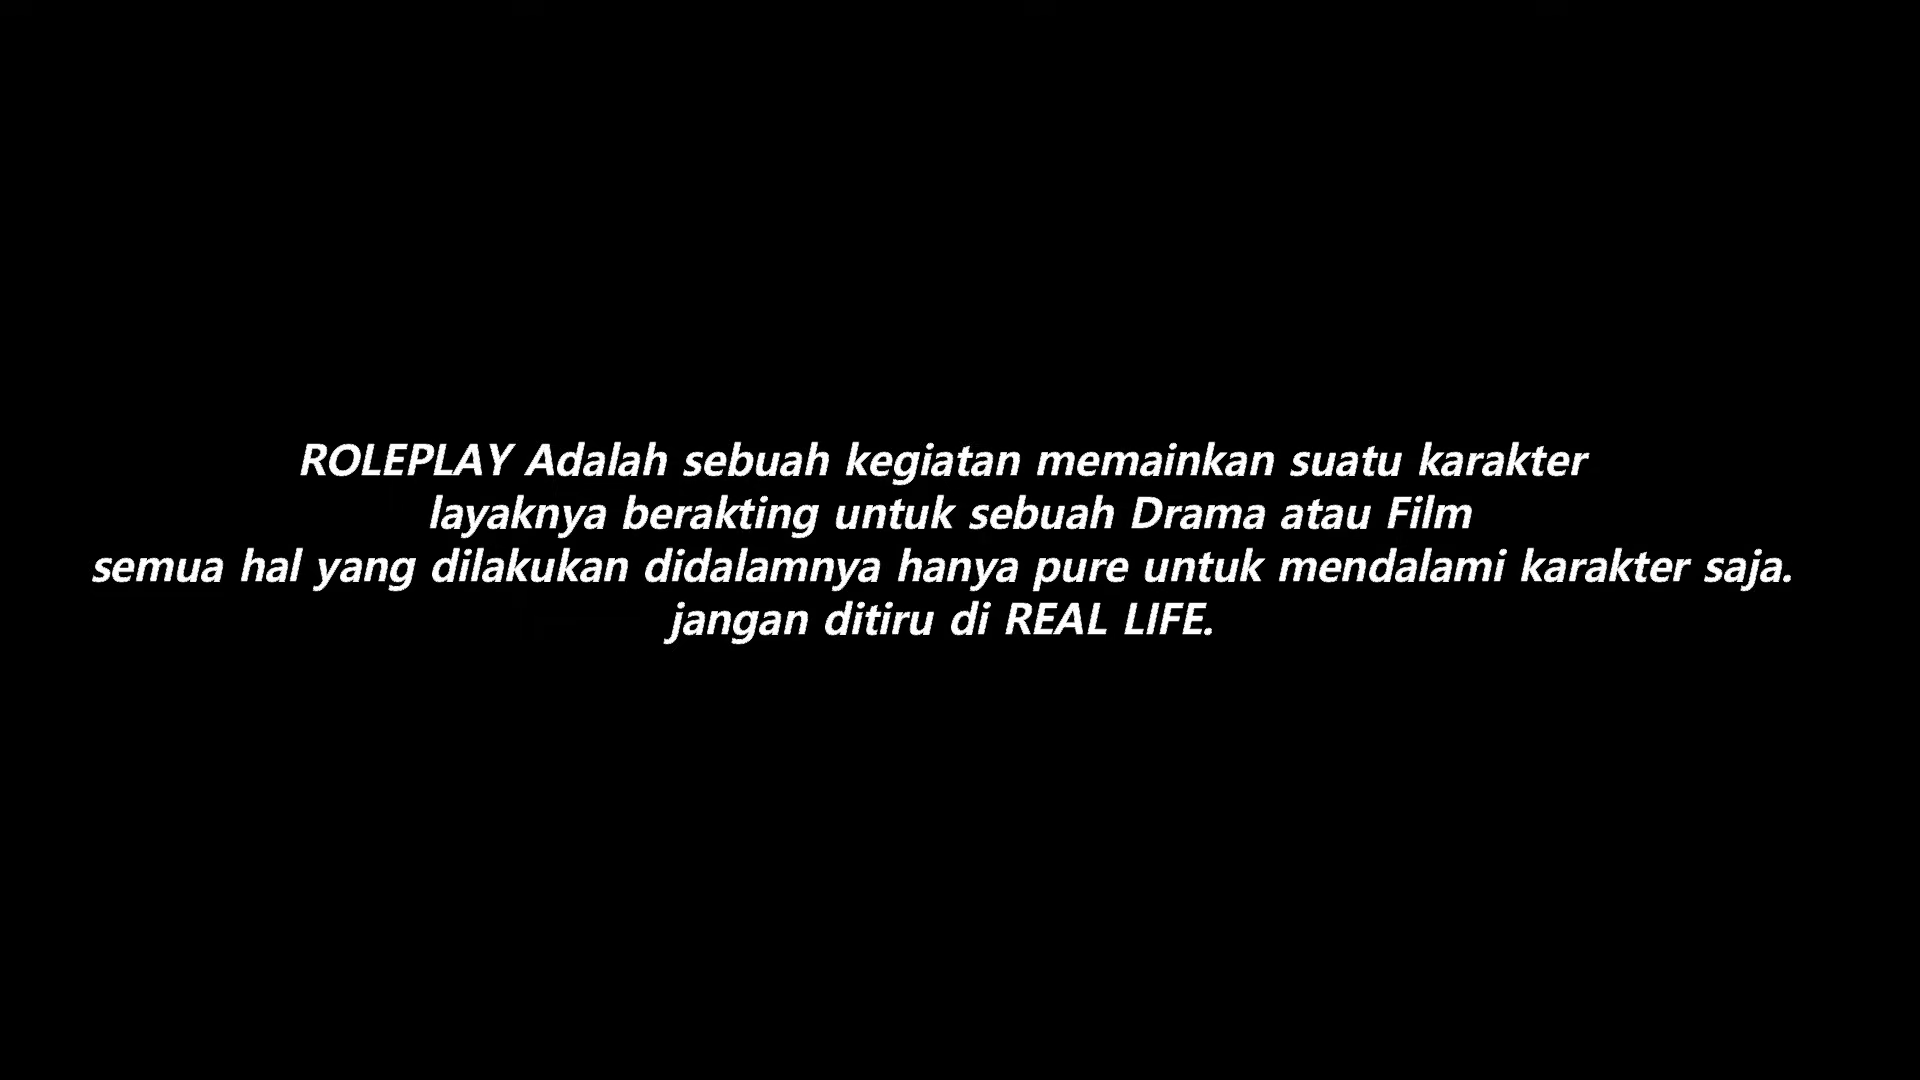 ROLEPLAY Adalah sebuah kegiatan memainkan suatu karakter
layaknya berakting untuk sebuah Drama atau Film
semua hal yang dilakukan didalamnya hanya pure untuk mendalami karakter saja.
jangan ditiru di REAL LIFE.